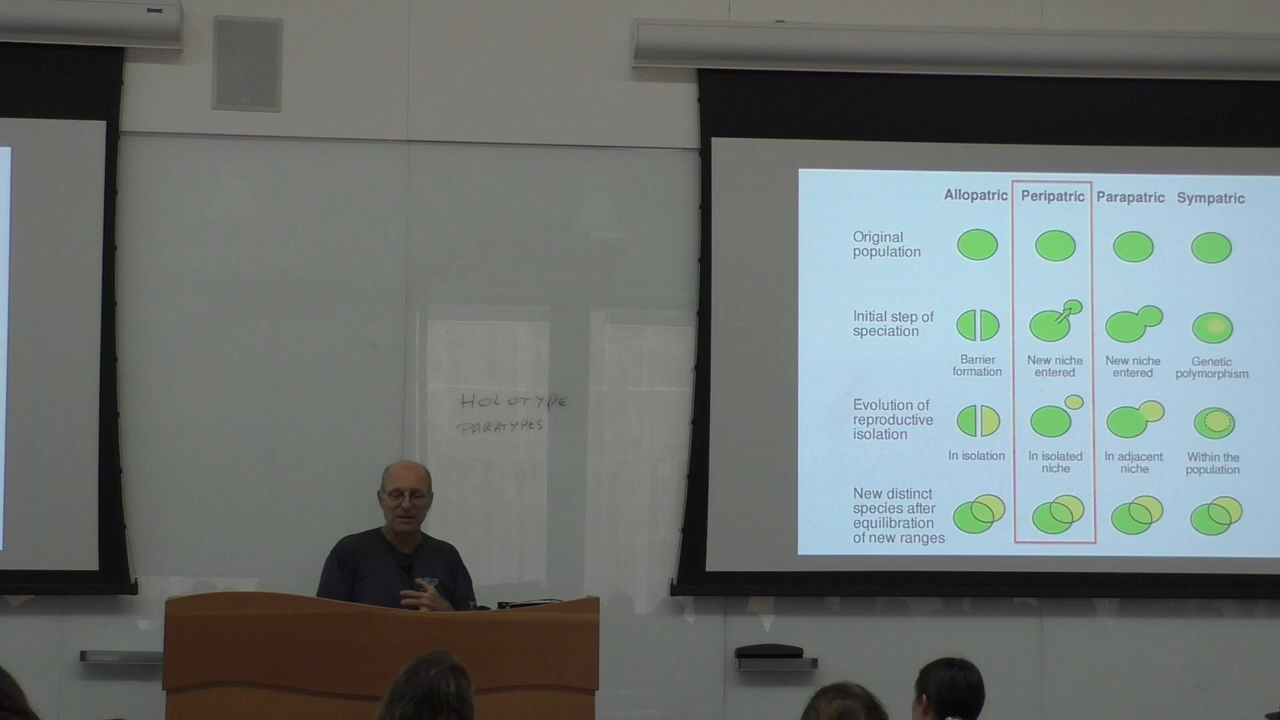 HOLOTYPE
PARATYPES
Allopatric Peripatric Parapatric Sympatric
Original
population
Initial step of
speciation
Barrier
formation
New niche
entered
New niche
entered
Genetic
polymorphism
Evolution of
reproductive
isolation
In isolation
In isolated
niche
In adjacent
niche
Within the
population
New distinct
species after
equilibration
of new ranges